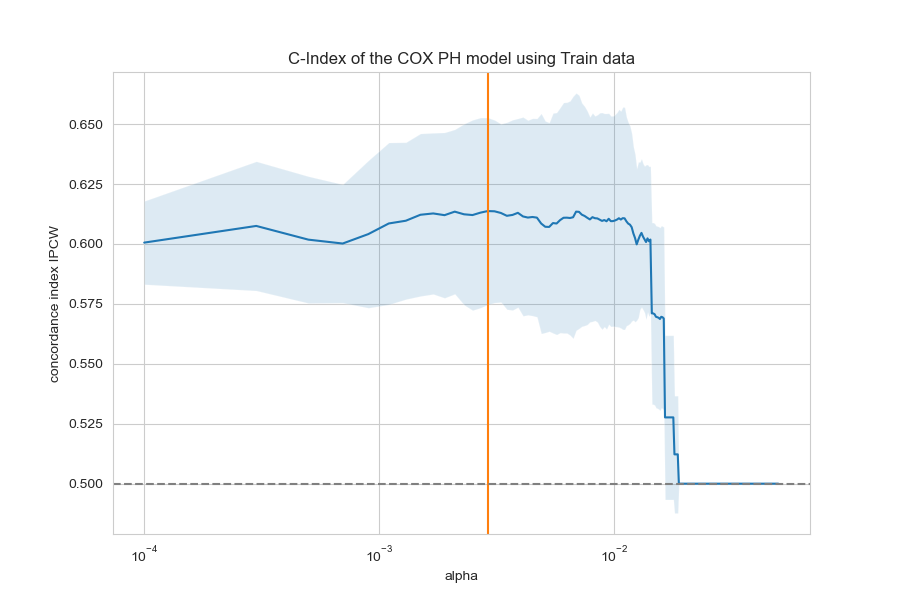 C-Index of the COX PH model using Train data
concordance index IPCW
0.650
0.625
0.600
0.575
0.550
0.525
0.500
10⁻⁴ 10⁻³ 10⁻²
alpha